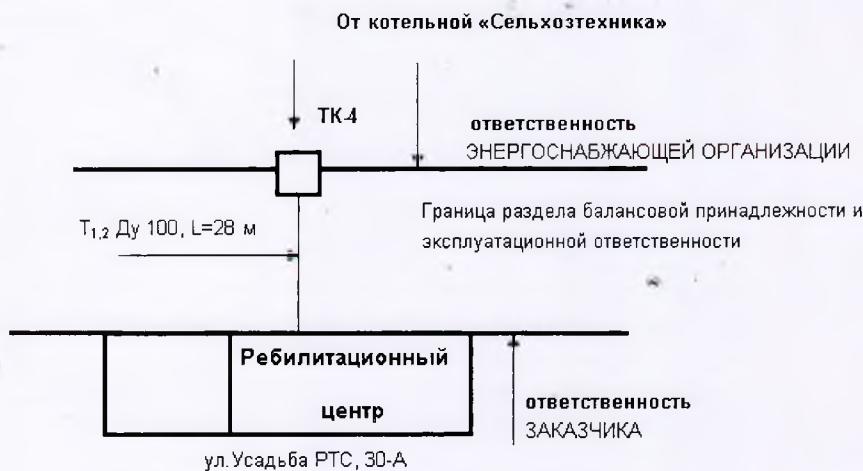 От котельной «Сельхозтехника»
ТК-4
ответственность
ЭНЕРГОСНАБЖАЮЩЕЙ ОРГАНИЗАЦИИ
Т1,2 Ду 100, L=28 м
Граница раздела балансовой принадлежности и
эксплуатационной ответственности
Ребилитационный
центр
ответственность
ЗАКАЗЧИКА
ул.Усадьба РТС, 30-А